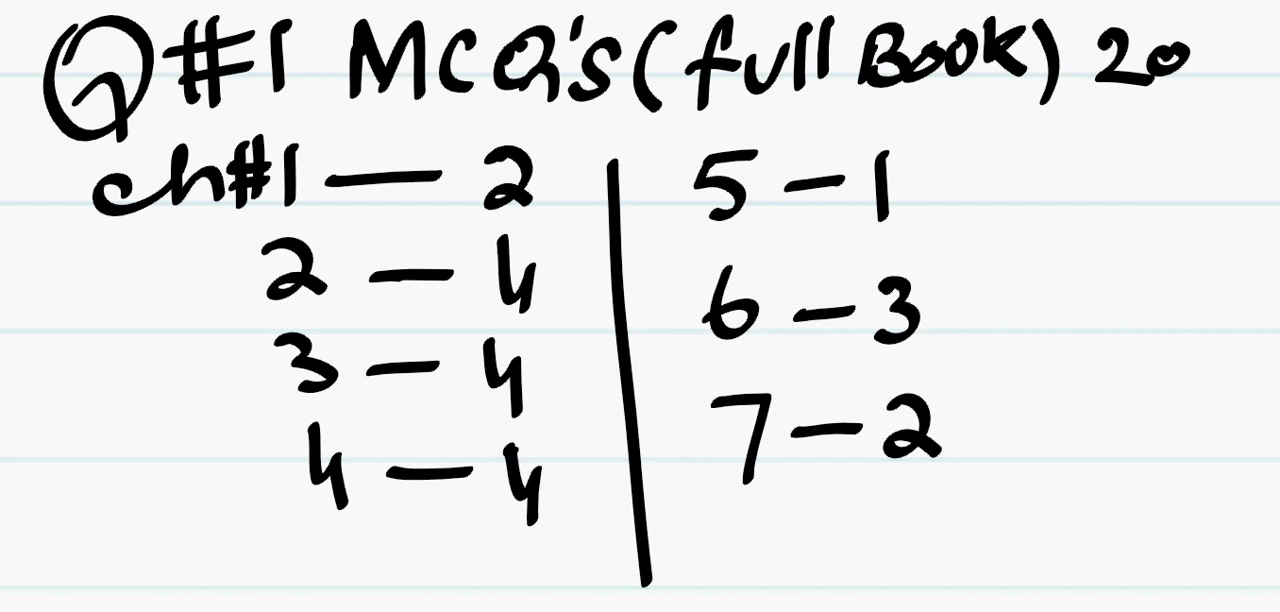 Q#1 MCQ's (full Book) 20
ch#1 — 2
2 — 4
3 — 4
4 — 4
5 — 1
6 — 3
7 — 2